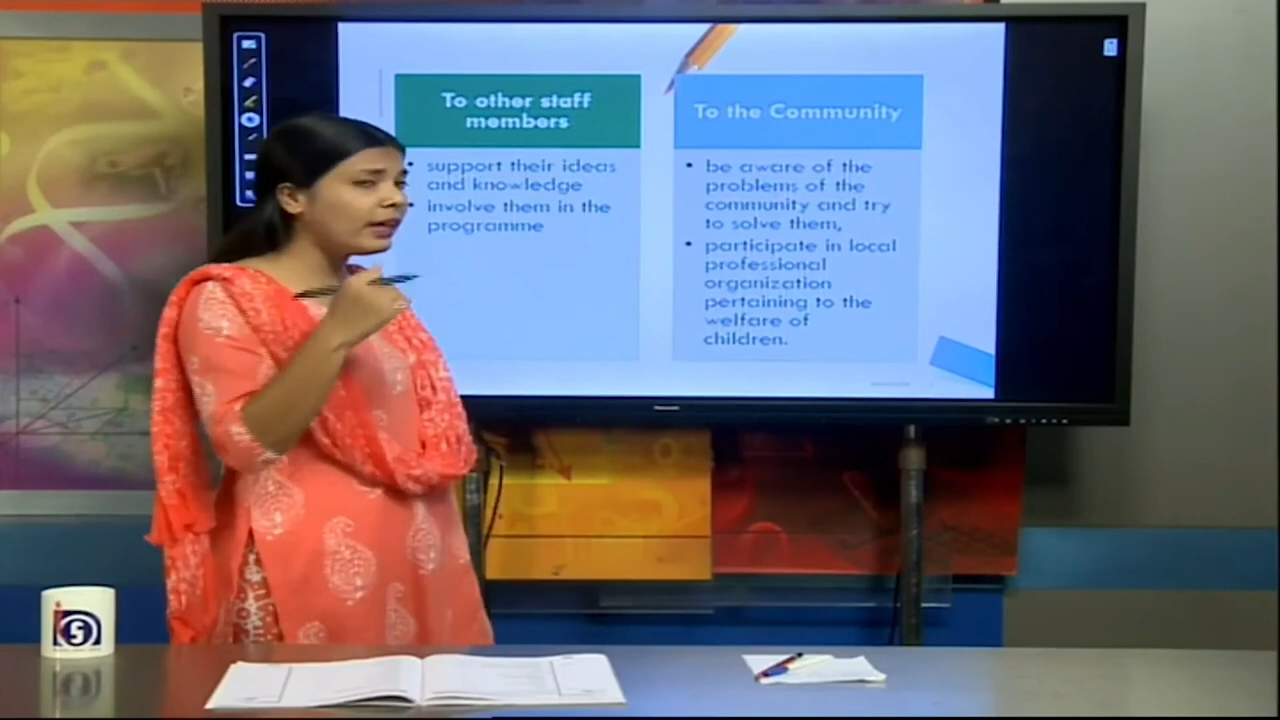 To other staff
members
• support their ideas
and knowledge
• involve them in the
programme
To the Community
• be aware of the
problems of the
community and try
to solve them,
• participate in local
professional
organization
pertaining to the
welfare of
children.
5